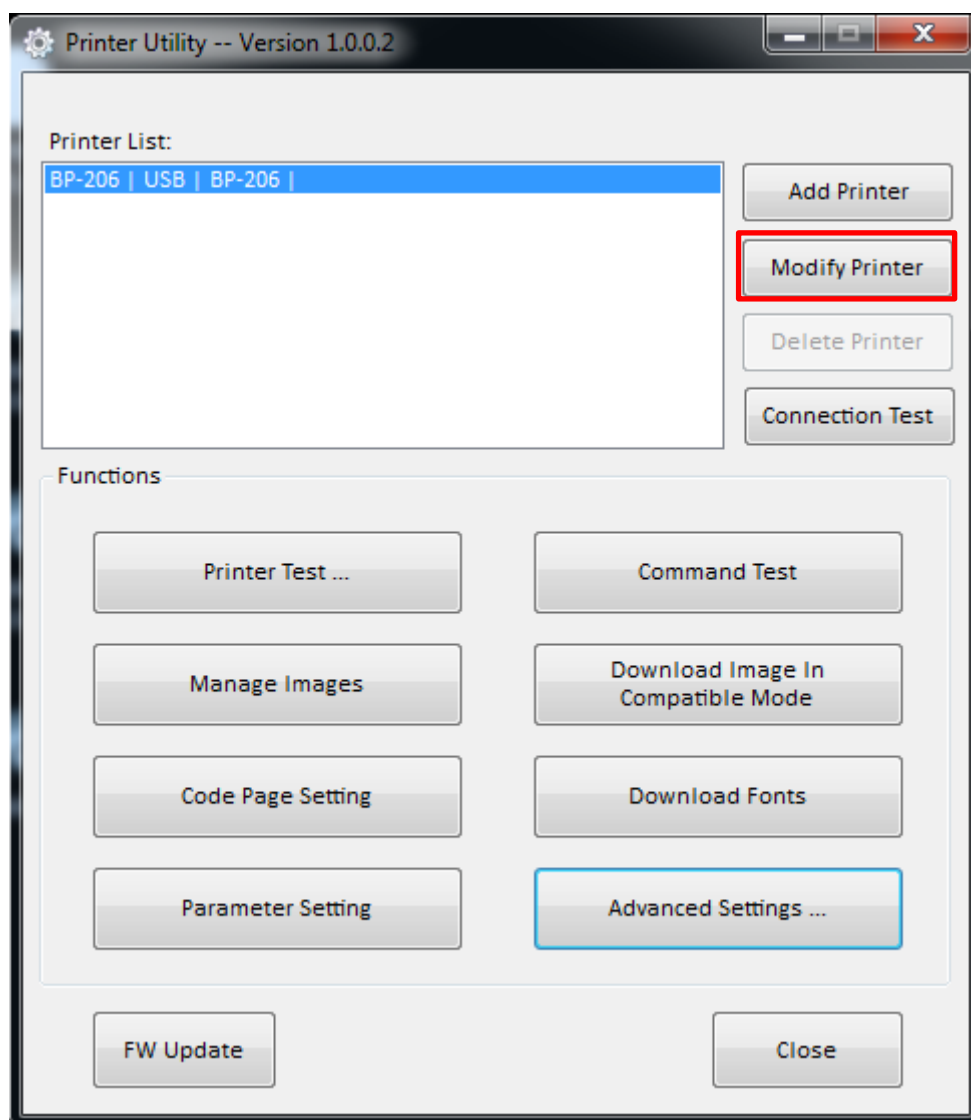 Printer Utility -- Version 1.0.0.2
Printer List:
BP-206 | USB | BP-206 |
Add Printer
Modify Printer
Delete Printer
Connection Test
Functions
Printer Test ...
Command Test
Manage Images
Download Image In
Compatible Mode
Code Page Setting
Download Fonts
Parameter Setting
Advanced Settings ...
FW Update
Close